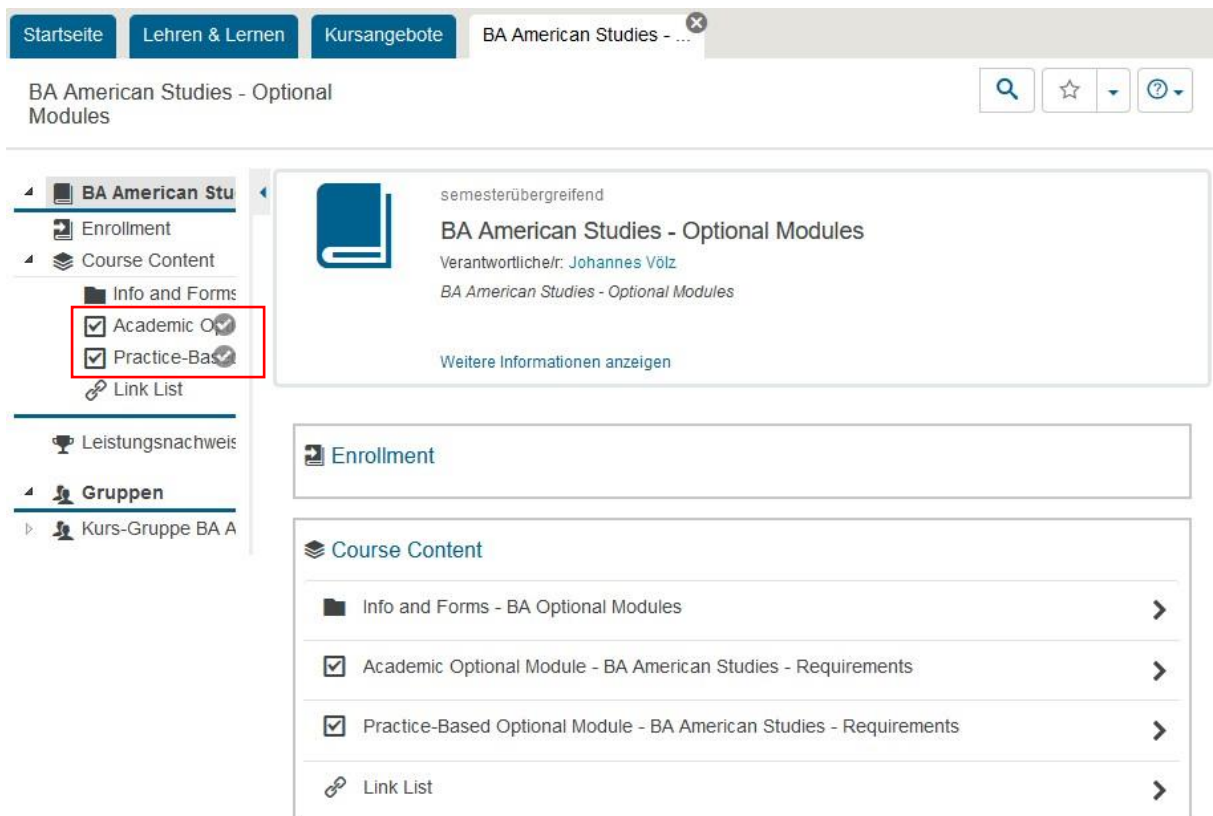 Startseite
Lehren & Lernen
Kursangebote
BA American Studies - ...
BA American Studies - Optional
Modules
BA American Stu
Enrollment
Course Content
Info and Forms
Academic Op
Practice-Bas
Link List
Leistungsnachweis
Gruppen
Kurs-Gruppe BA A
semesterübergreifend
BA American Studies - Optional Modules
Verantwortliche/r: Johannes Völz
BA American Studies - Optional Modules
Weitere Informationen anzeigen
Enrollment
Course Content
Info and Forms - BA Optional Modules
Academic Optional Module - BA American Studies - Requirements
Practice-Based Optional Module - BA American Studies - Requirements
Link List